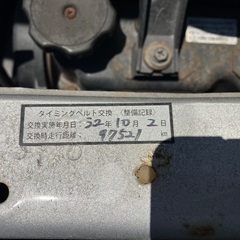 タイミングベルト交換 (整備記録)
交換実施年月日: 32年10月2日
交換時走行距離: 97521 km